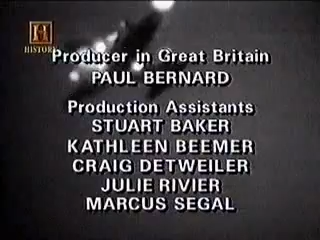 H
HISTORY
Producer in Great Britain
PAUL BERNARD
Production Assistants
STUART BAKER
KATHLEEN BEEMER
CRAIG DETWEILER
JULIE RIVIER
MARCUS SEGAL